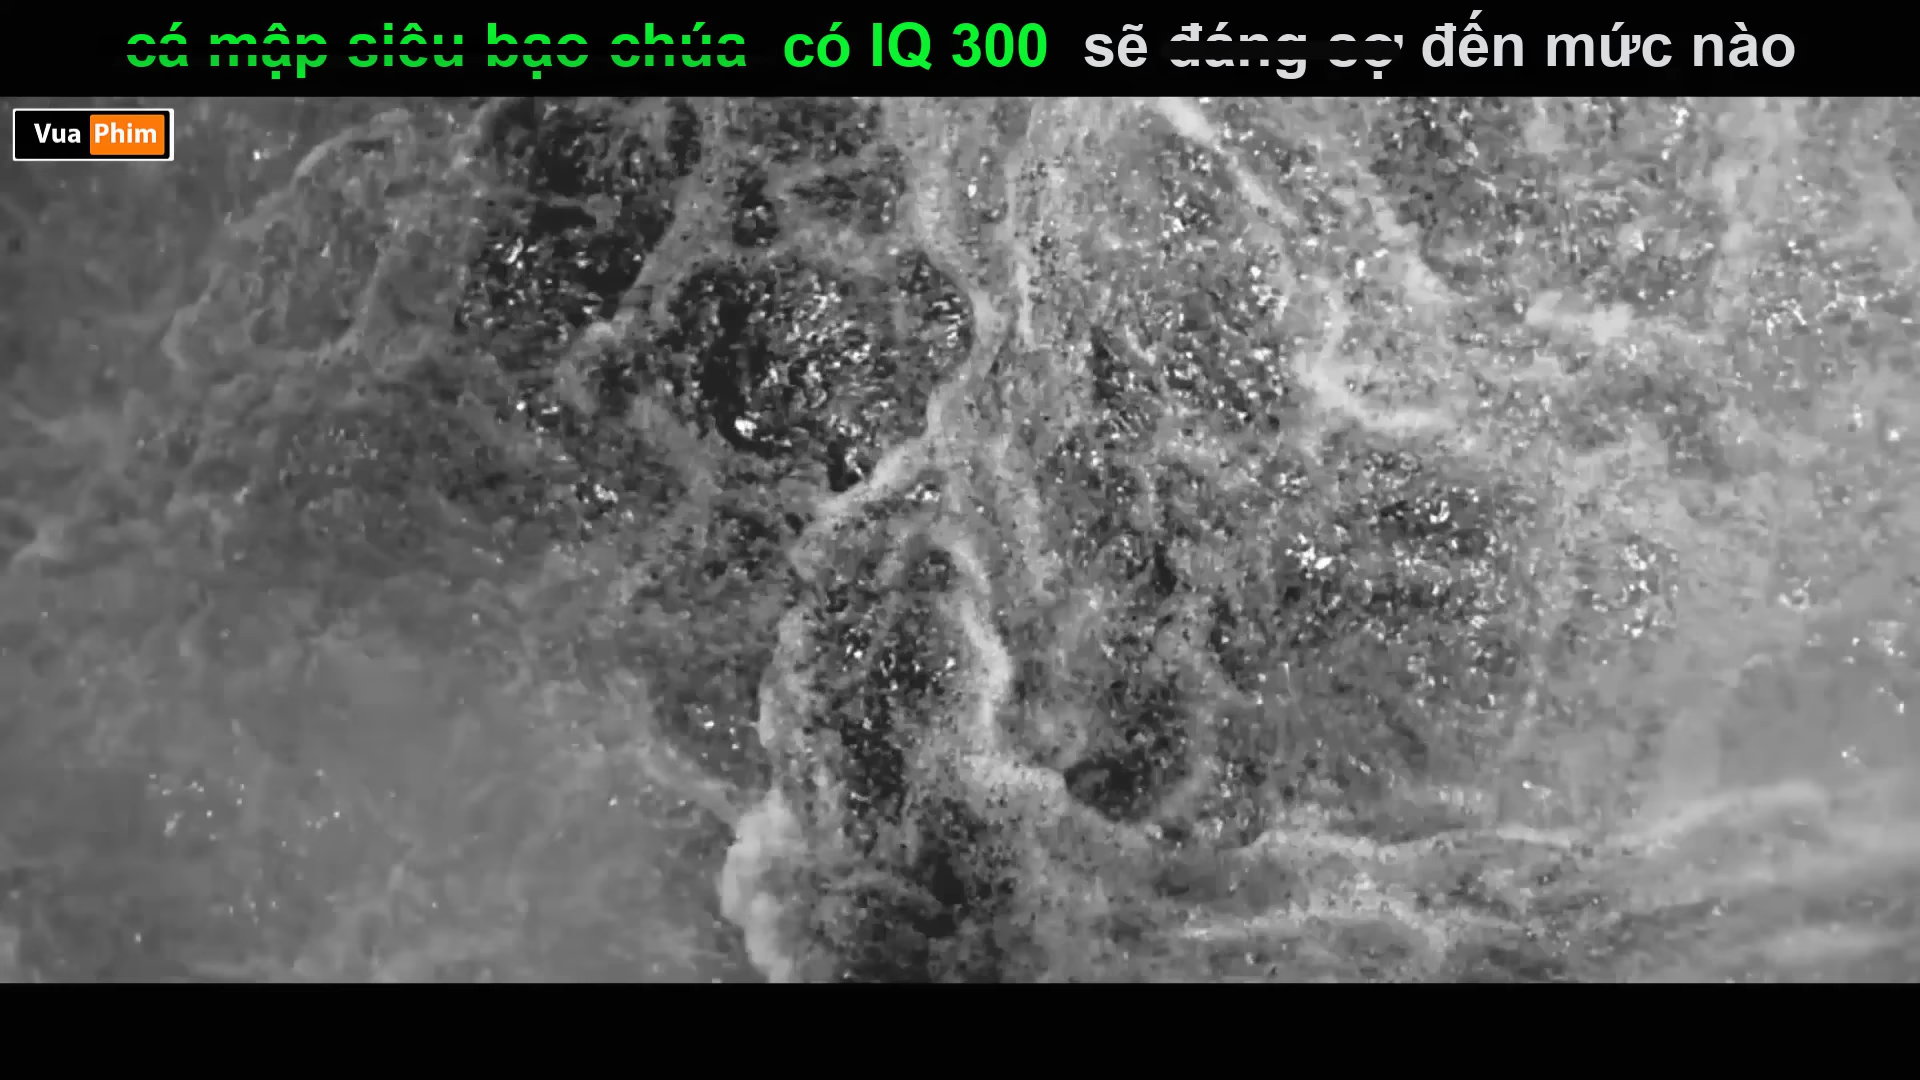 cá mập siêu bạo chúa có IQ 300 sẽ đáng sợ đến mức nào
Vua Phim